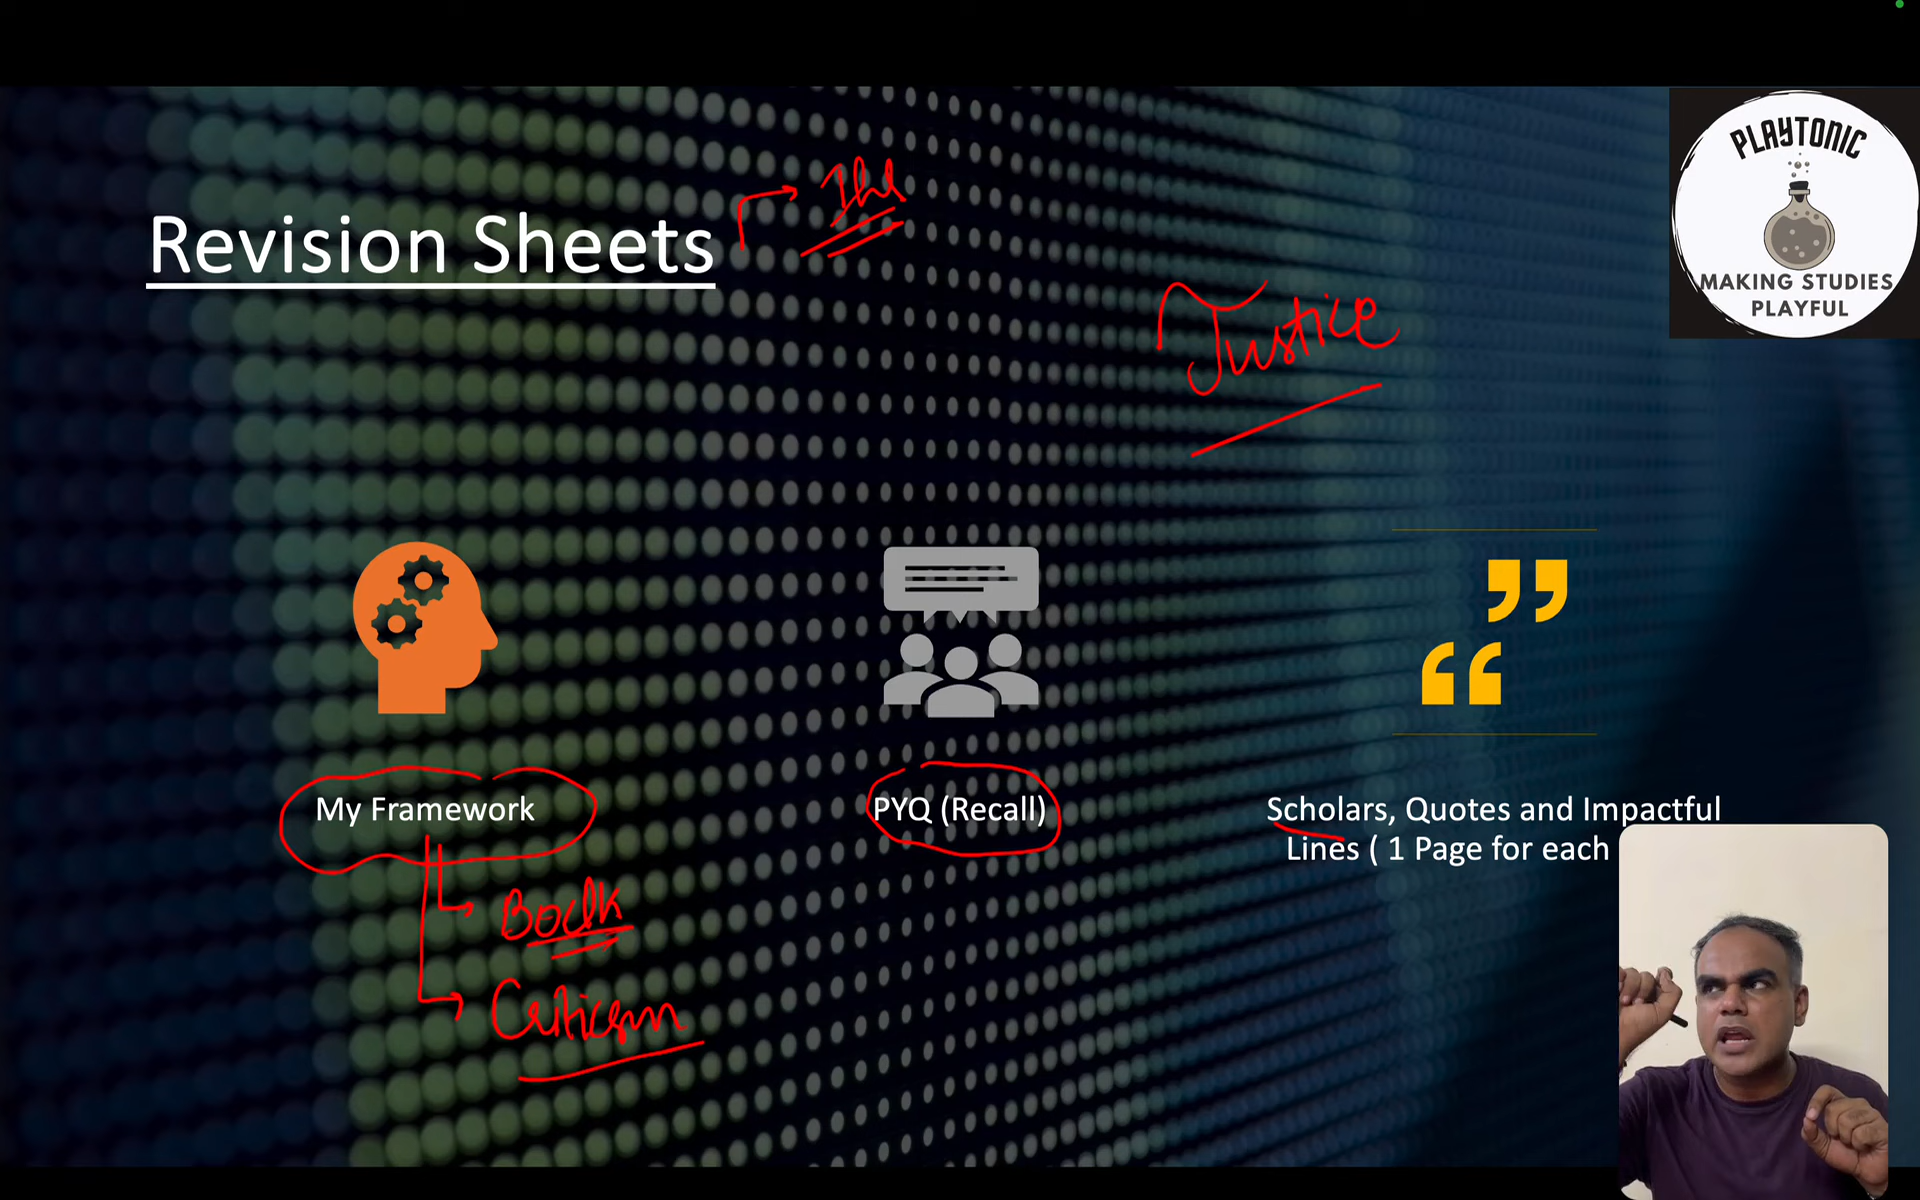 PLAYTONIC
MAKING STUDIES
PLAYFUL
Revision Sheets
Justice
My Framework
PYQ (Recall)
Scholars, Quotes and Impactful
Lines ( 1 Page for each
Book
Criticism